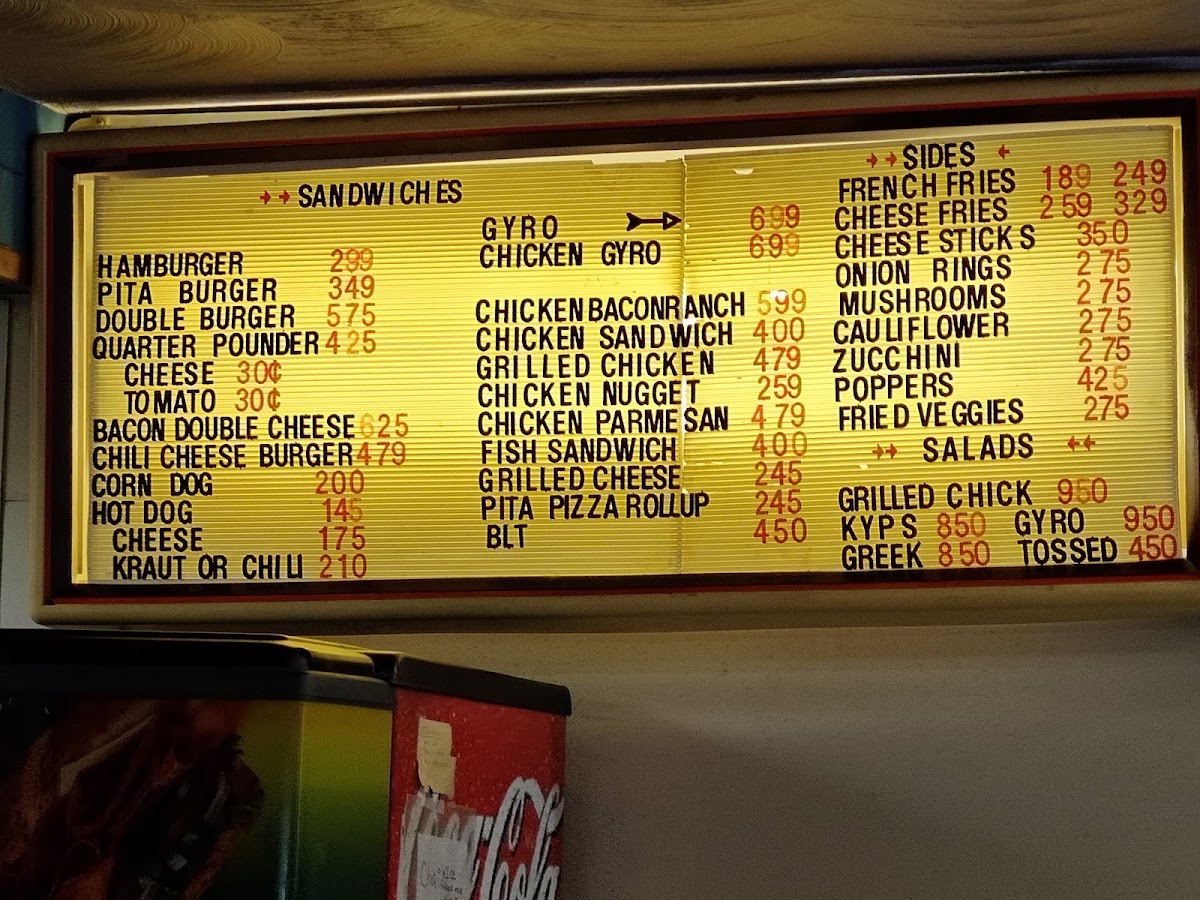 →→ SANDWICHES
HAMBURGER 299
PITA BURGER 349
DOUBLE BURGER 575
QUARTER POUNDER 425
CHEESE 30¢
TOMATO 30¢
BACON DOUBLE CHEESE 625
CHILI CHEESE BURGER 479
CORN DOG 200
HOT DOG 145
CHEESE 175
KRAUT OR CHILI 210
GYRO → 699
CHICKEN GYRO 699
CHICKEN BACON RANCH 599
CHICKEN SANDWICH 400
GRILLED CHICKEN 479
CHICKEN NUGGET 259
CHICKEN PARMESAN 479
FISH SANDWICH 400
GRILLED CHEESE 245
PITA PIZZA ROLLUP 245
BLT 450
→→ SIDES ←
FRENCH FRIES 189 249
CHEESE FRIES 259 329
CHEESE STICKS 350
ONION RINGS 275
MUSHROOMS 275
CAULIFLOWER 275
ZUCCHINI 275
POPPERS 425
FRIED VEGGIES 275
→→ SALADS ←←
GRILLED CHICK 950
KYPS 850 GYRO 950
GREEK 850 TOSSED 450
Coca-Cola